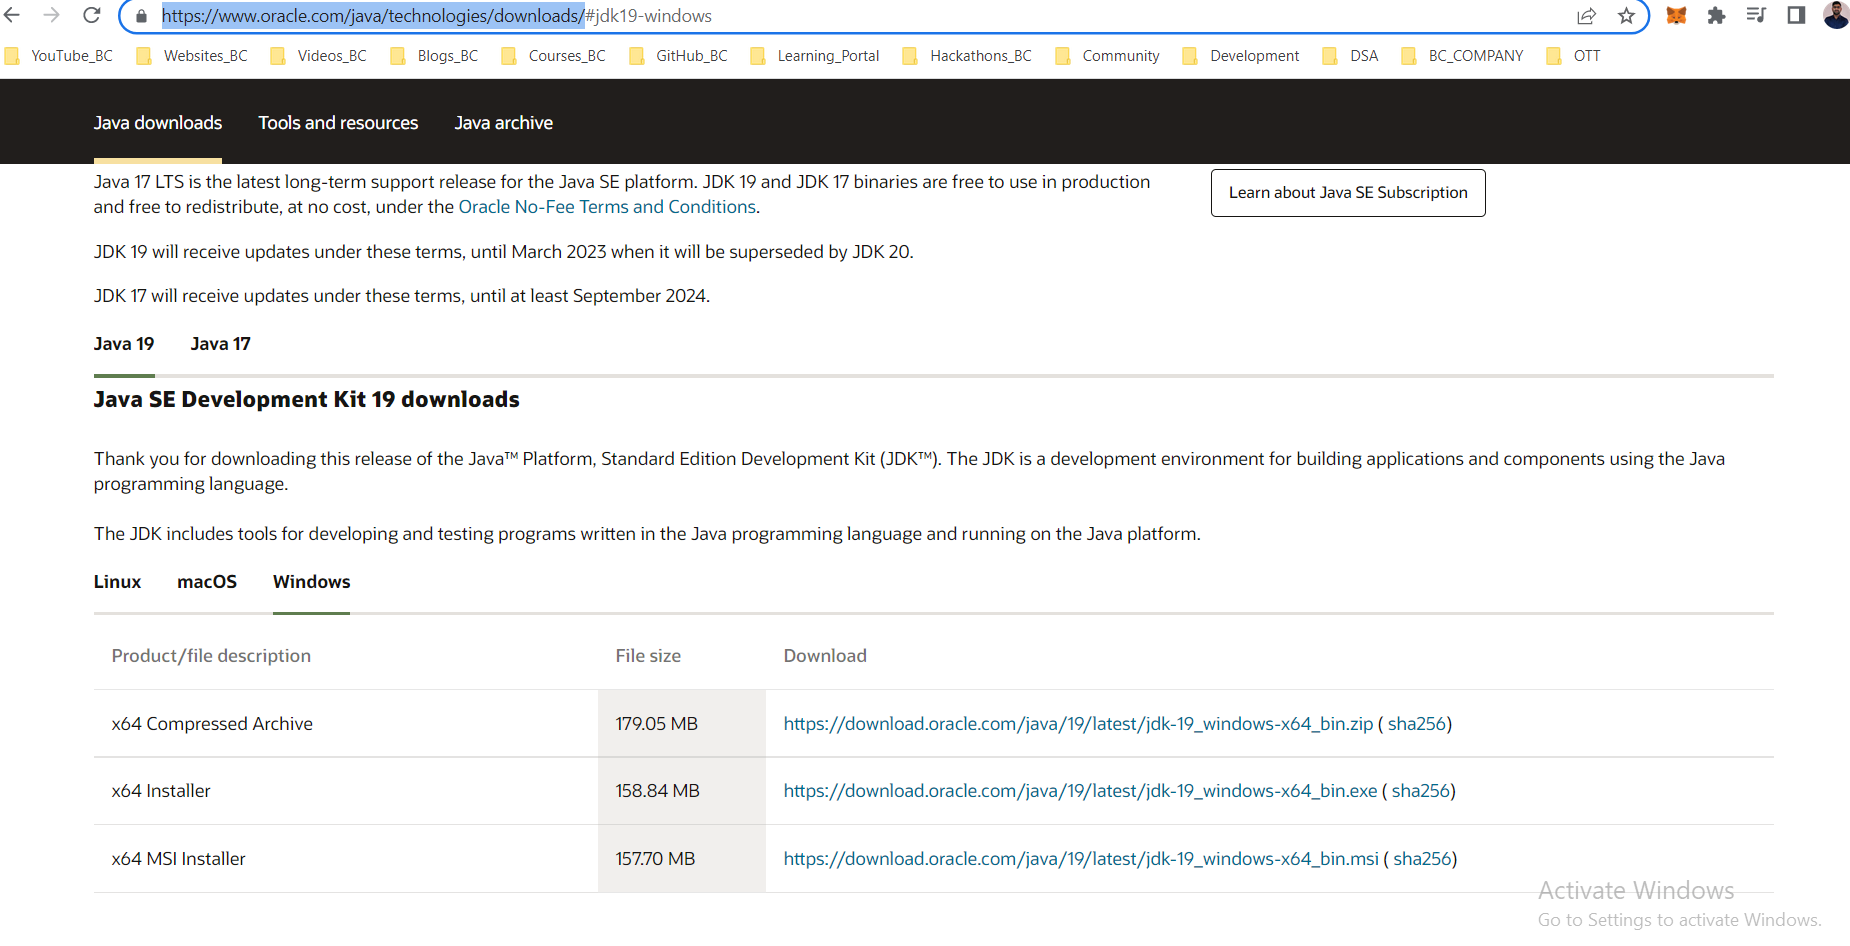 https://www.oracle.com/java/technologies/downloads/#jdk19-windows
YouTube_BC Websites_BC Videos_BC Blogs_BC Courses_BC GitHub_BC Learning_Portal Hackathons_BC Community Development DSA BC_COMPANY OTT
Java downloads Tools and resources Java archive
Java 17 LTS is the latest long-term support release for the Java SE platform. JDK 19 and JDK 17 binaries are free to use in production
and free to redistribute, at no cost, under the Oracle No-Fee Terms and Conditions.
Learn about Java SE Subscription
JDK 19 will receive updates under these terms, until March 2023 when it will be superseded by JDK 20.
JDK 17 will receive updates under these terms, until at least September 2024.
Java 19 Java 17
Java SE Development Kit 19 downloads
Thank you for downloading this release of the Java™ Platform, Standard Edition Development Kit (JDK™). The JDK is a development environment for building applications and components using the Java
programming language.
The JDK includes tools for developing and testing programs written in the Java programming language and running on the Java platform.
Linux macOS Windows
Product/file description File size Download
x64 Compressed Archive 179.05 MB https://download.oracle.com/java/19/latest/jdk-19_windows-x64_bin.zip ( sha256)
x64 Installer 158.84 MB https://download.oracle.com/java/19/latest/jdk-19_windows-x64_bin.exe ( sha256)
x64 MSI Installer 157.70 MB https://download.oracle.com/java/19/latest/jdk-19_windows-x64_bin.msi ( sha256)
Activate Windows
Go to Settings to activate Windows.